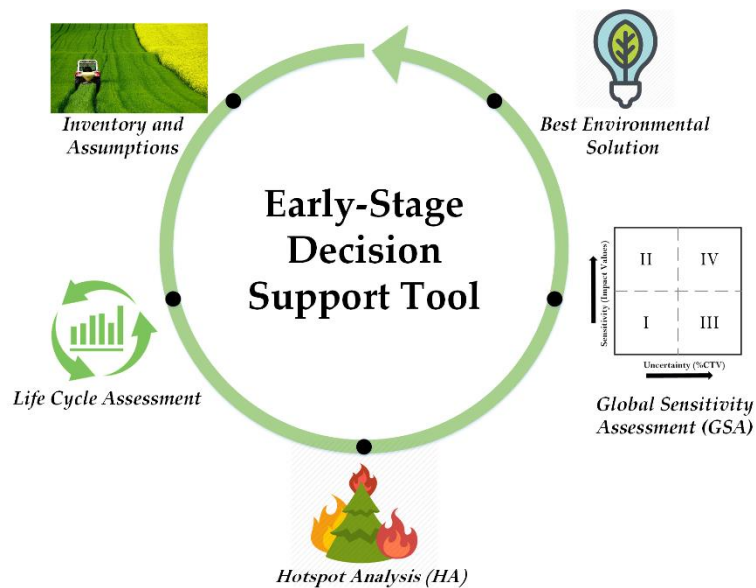 Early-Stage
Decision
Support Tool
Inventory and
Assumptions
Life Cycle Assessment
Hotspot Analysis (HA)
Sensitivity (Impact Values)
II
IV
I
III
Uncertainty (%CTV)
Global Sensitivity
Assessment (GSA)
Best Environmental
Solution